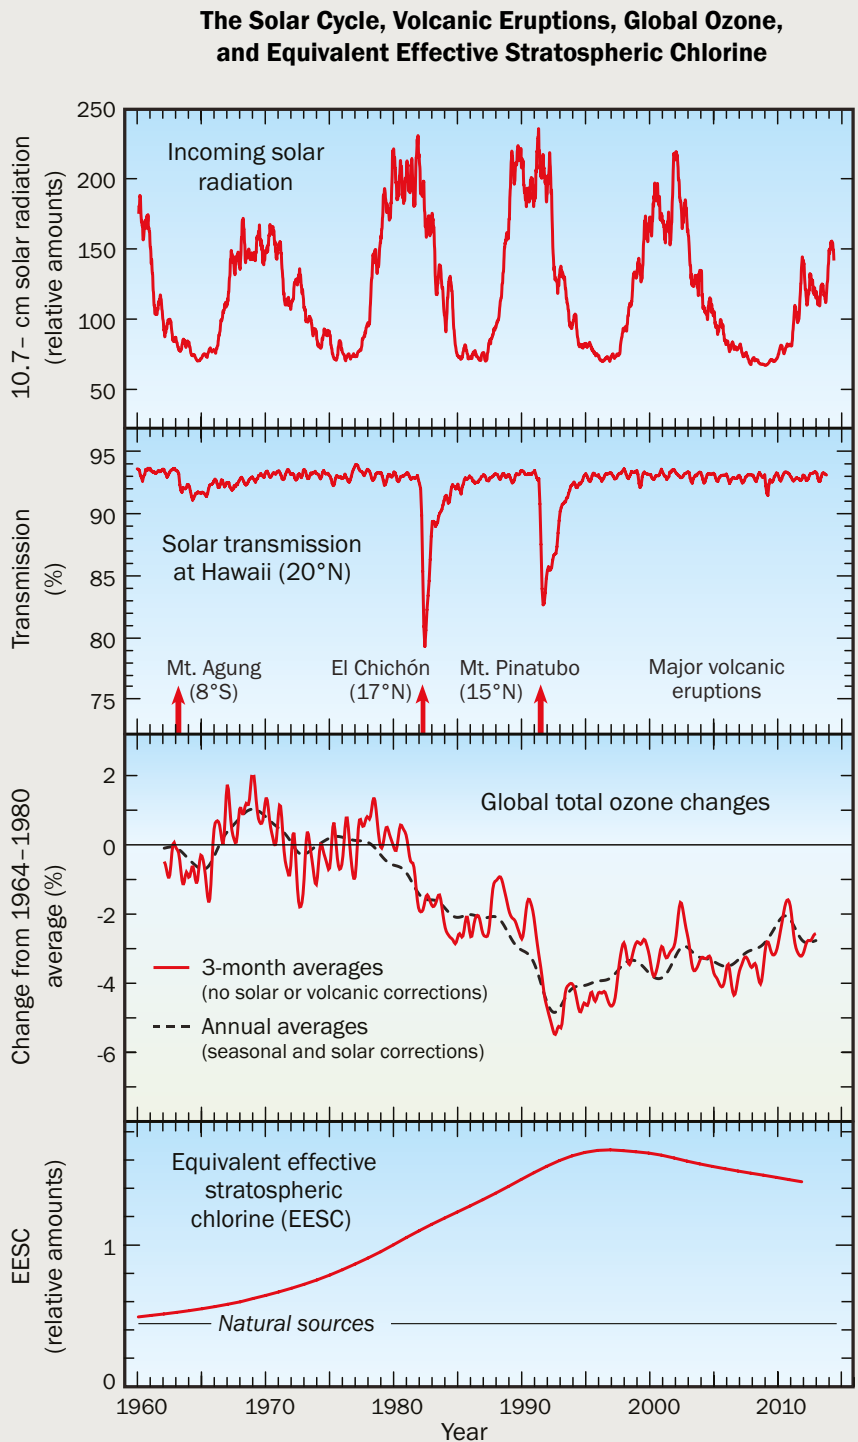 The Solar Cycle, Volcanic Eruptions, Global Ozone,
and Equivalent Effective Stratospheric Chlorine
10.7– cm solar radiation
(relative amounts)
250
200
150
100
50
Incoming solar
radiation
Transmission
(%)
95
90
85
80
75
Solar transmission
at Hawaii (20°N)
Mt. Agung
(8°S)
El Chichón
(17°N)
Mt. Pinatubo
(15°N)
Major volcanic
eruptions
Change from 1964–1980
average (%)
2
0
-2
-4
-6
Global total ozone changes
3-month averages
(no solar or volcanic corrections)
Annual averages
(seasonal and solar corrections)
EESC
(relative amounts)
1
0
Equivalent effective
stratospheric
chlorine (EESC)
Natural sources
1960 1970 1980 1990 2000 2010
Year